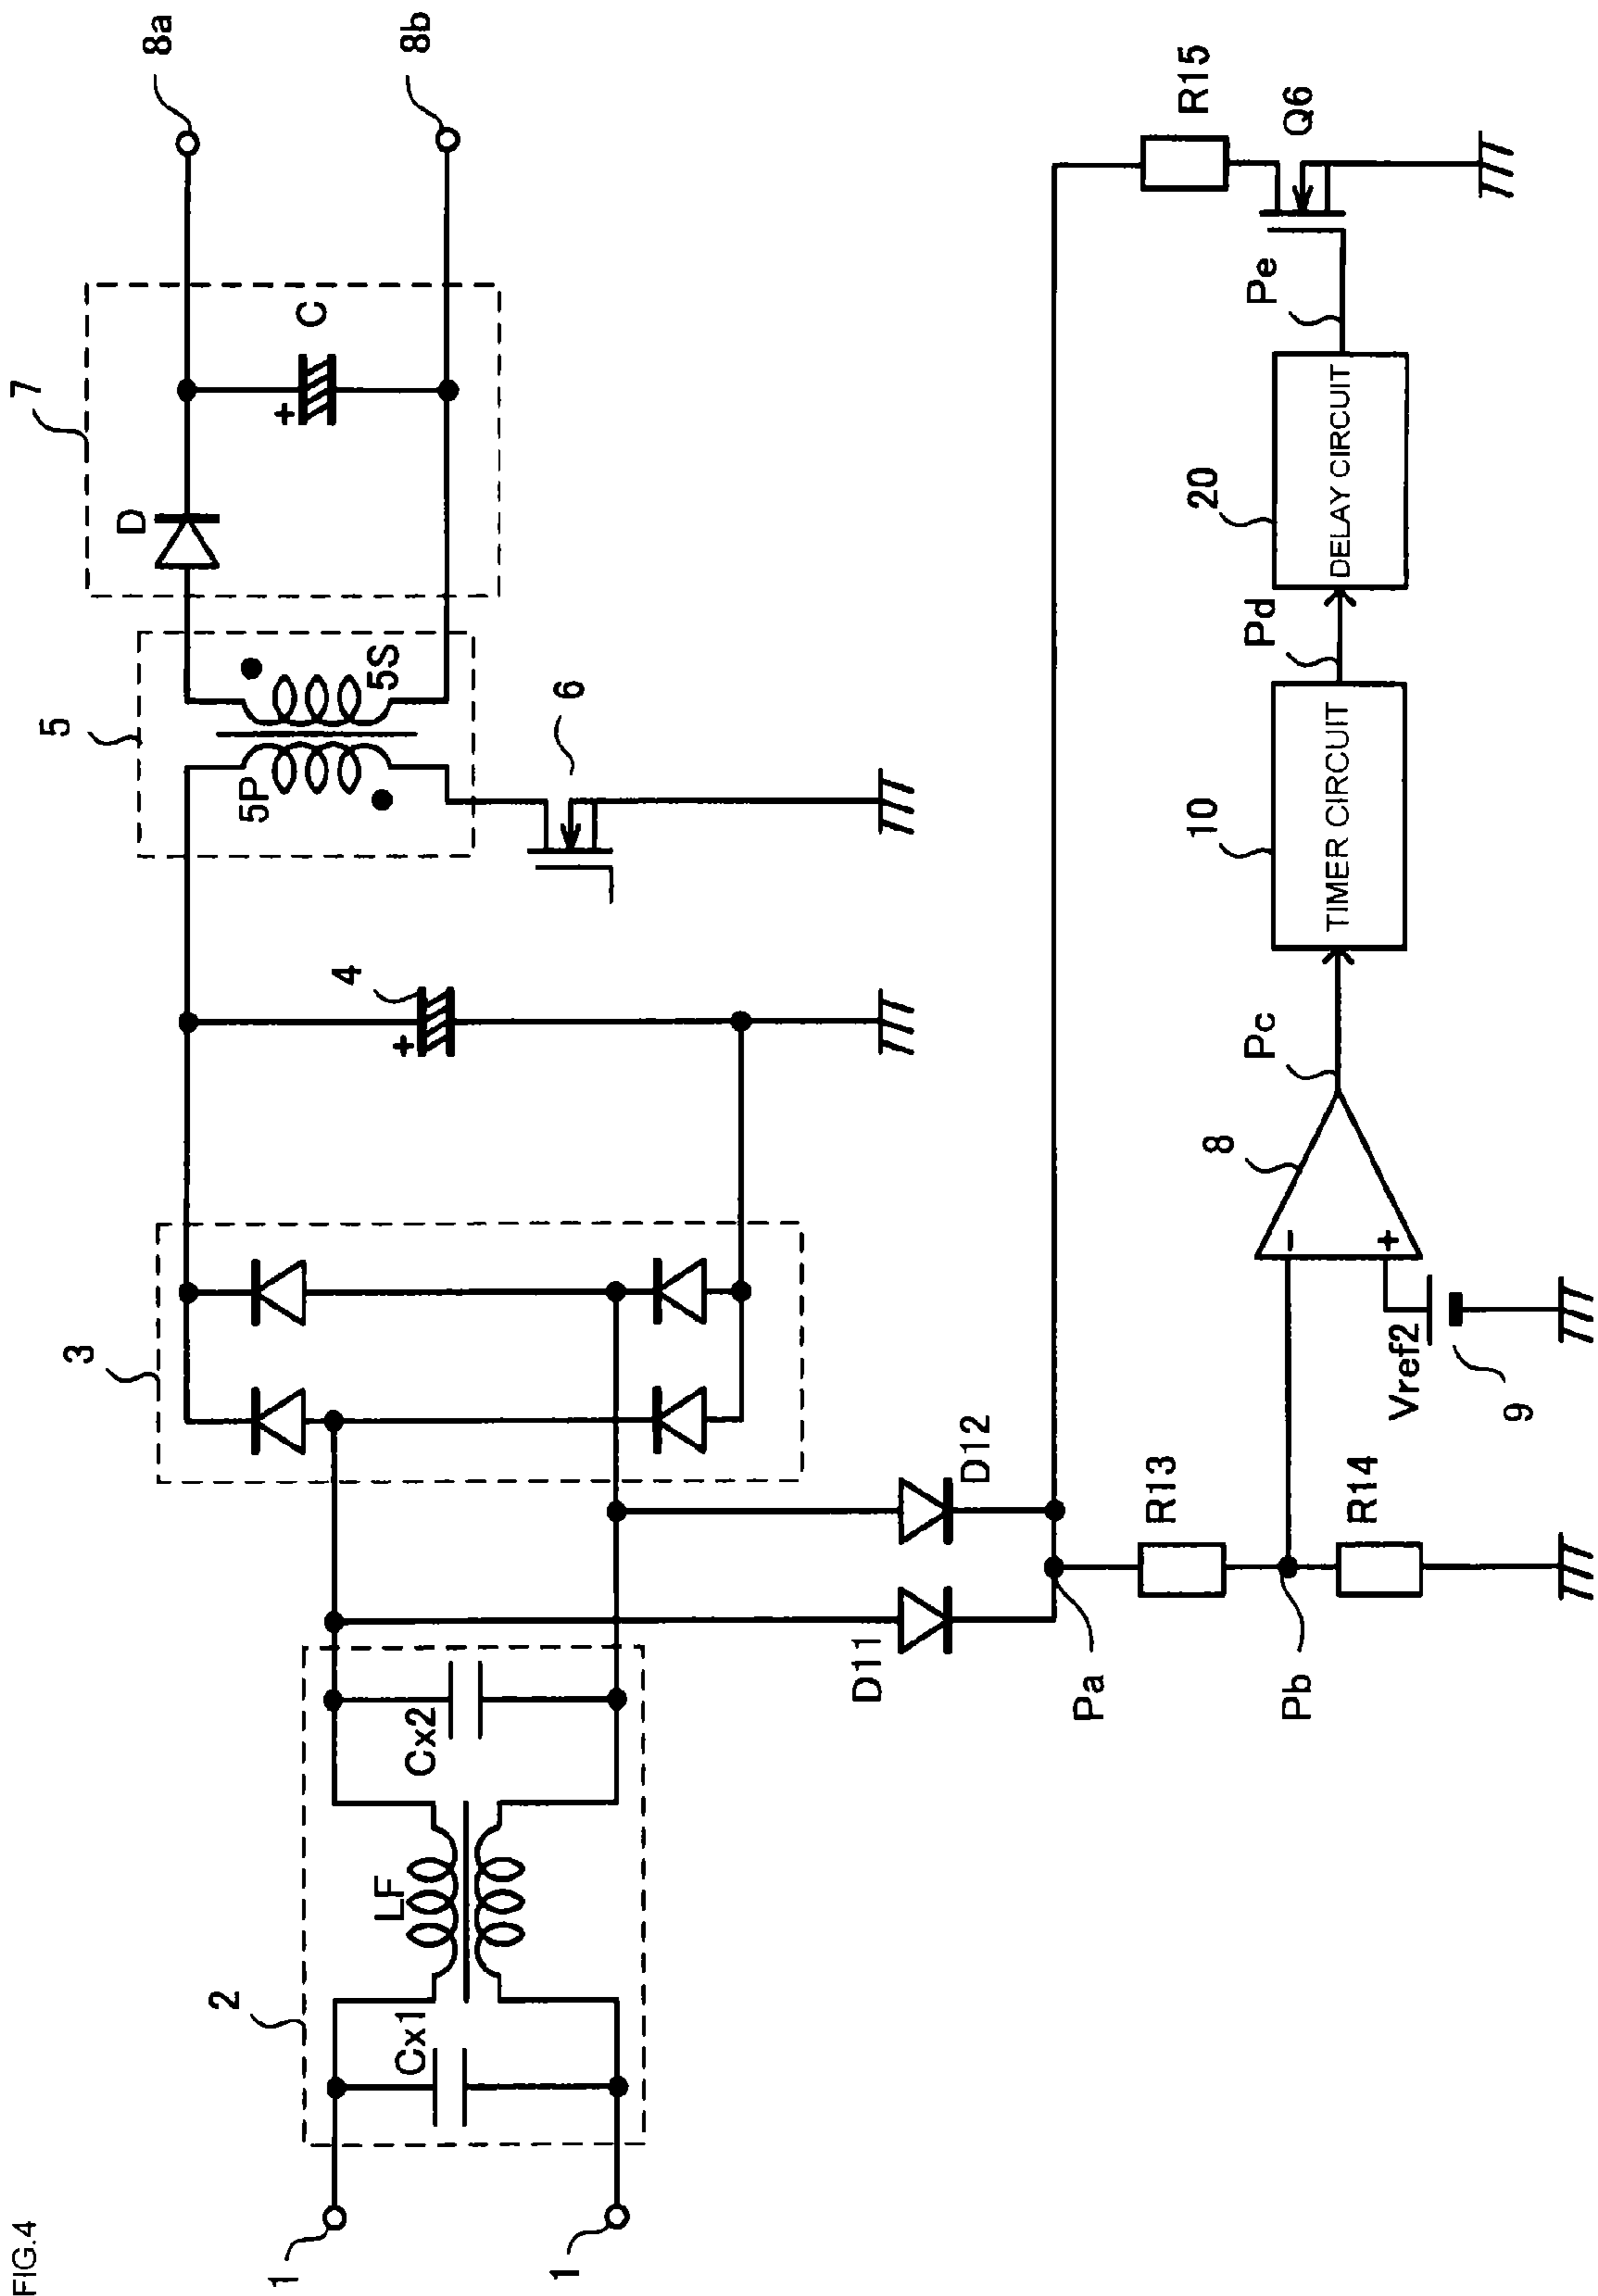 FIG.4
1
1
2
Cx1
LF
Cx2
3
4
5
5P
5S
6
7
D
C
+
+
8a
8b
D11
D12
Pa
Pb
R13
R14
Vref2
9
8
-
+
Pc
10
TIMER CIRCUIT
Pd
20
DELAY CIRCUIT
Pe
R15
Q6